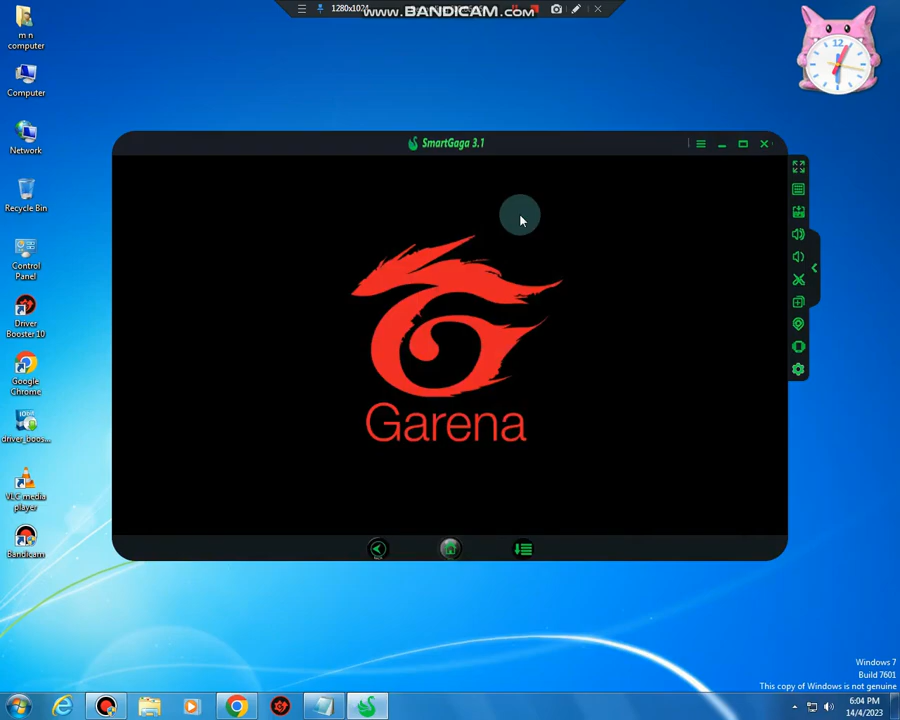 1280x1024
www.BANDICAM.com
m n
computer
Computer
Network
Recycle Bin
Control
Panel
Driver
Booster 10
Google
Chrome
driver_boos...
VLC media
player
Bandicam
12
SmartGaga 3.1
Garena
Windows 7
Build 7601
This copy of Windows is not genuine
6:04 PM
14/4/2023